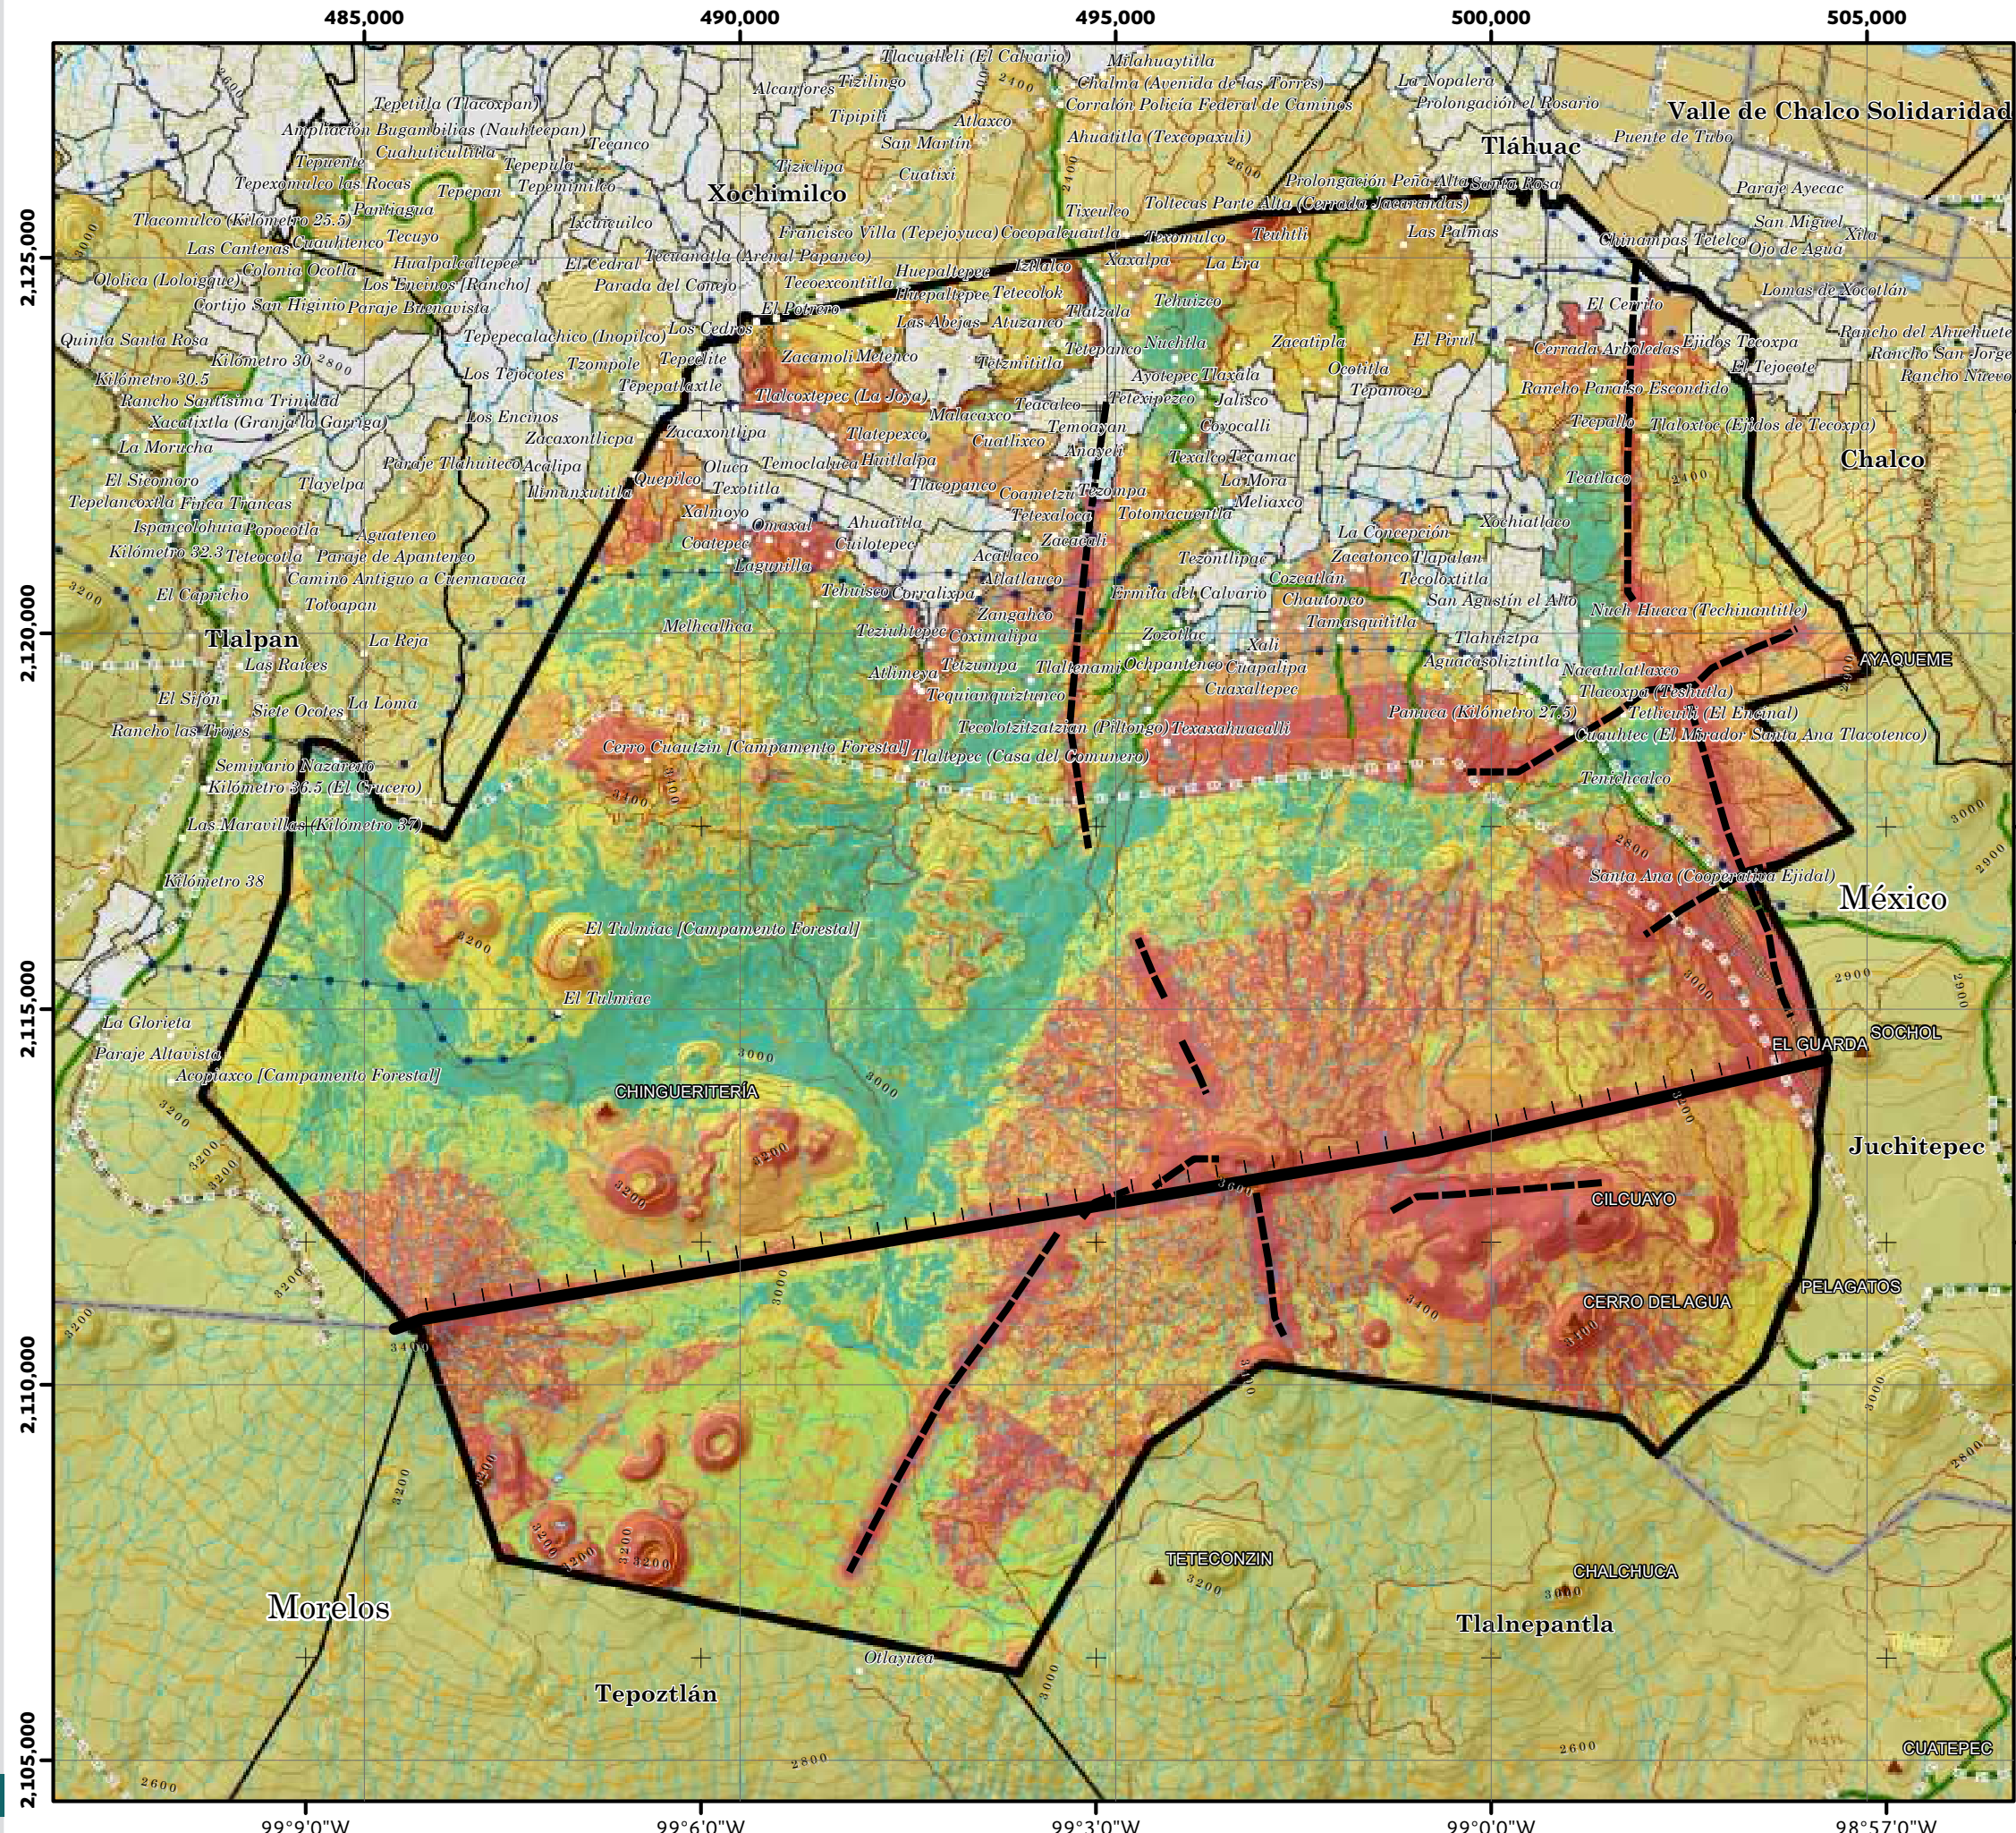 485,000 490,000 495,000 500,000 505,000
Tlacualleli (El Calvario)
Milahuaytitla
Tizilingo
Alcanfores
Chalma (Avenida de las Torres)
La Nopalera
Tepetitla (Tlacoxpan)
Corralón Policía Federal de Caminos
Prolongación el Rosario
Valle de Chalco Solidaridad
Tipipilí
Atlaxco
Ampliación Bugambilias (Nauhtecpan)
Tecanco
San Martín
Ahuatitla (Texcopaxuli)
Puente de Tubo
Tláhuac
Cuahuticultitla
Tepuente
Tepepula
Tiziclipa
Cuatixi
Tepexomulco las Rocas
Tepepan
Tepemimilco
Xochimilco
Prolongación Peña Alta
Santa Rosa
Paraje Ayecac
Pantiagua
Tixculco
Toltecas Parte Alta (Cerrada Jacarandas)
Tlacomulco (Kilómetro 25.5)
Ixcuicuilco
San Miguel
Xila
Las Canteras
Cuauhtenco
Tecuyo
Francisco Villa (Tepejoyuca)
Cocopalcuautla
Texomulco
Teuhtli
Las Palmas
Chinampas Tetelco
Ojo de Agua
Ololica (Loloigque)
Colonia Ocotla
Hualpalcaltepec
El Cedral
Tecuanatla (Arenal Papanco)
Huepaltepec
Iztlalco
Xaxalpa
La Era
Cortijo San Higinio
Los Encinos [Rancho]
Paraje Buenavista
Parada del Conejo
Tecoexcontitla
Huepaltepec
Tetecolok
Tehuizco
Lomas de Xocotlán
El Potrero
Las Abejas
Atuzanco
Tlatzala
El Cerrito
Quinta Santa Rosa
Tepepecalachico (Inopilco)
Los Cedros
Zacamoli
Metenco
Tetzmititla
Tetepanco
Nuchtla
Zacatipla
El Pirul
Cerrada Arboledas
Ejidos Tecoxpa
Rancho del Ahuehuete
Kilómetro 30
Los Tejocotes
Tzompole
Tepeclite
Ocotitla
El Tejocote
Rancho San Jorge
Kilómetro 30.5
Tepepatlaxtle
Tlalcoxtepec (La Joya)
Ayotepec
Tlaxala
Tepanoco
Rancho Paraíso Escondido
Rancho Nuevo
Rancho Santísima Trinidad
Malacaxco
Teacalco
Tetexipezco
Jalisco
Xacatixtla (Granja la Garriga)
Los Encinos
Zacaxontlipa
Tlatepexco
Cuatlixco
Temoayan
Coyocalli
Tecpallo
Tlaloxtoc (Ejidos de Tecoxpa)
La Morucha
Zacaxontlicpa
Anayeli
Texalco
Tecamac
Chalco
Paraje Tlahuiteco
Acalipa
Oluca
Temoclaluca
Huitlalpa
El Sicomoro
Tlayelpa
Quepilco
Texotitla
Tlacopanco
Coametzu
Tezompa
La Mora
Teatlaco
Tepelancoxtla
Finca Trancas
Ilimunxutitla
Xalmoyo
Omaxal
Ahuatitla
Tetexaloca
Totomacuentla
Meliaxco
Xochiatlaco
Ispancolohuia
Popocotla
Aguatenco
Coatepec
Cuilotepec
Zacacali
La Concepción
Kilómetro 32.3
Teteocotla
Paraje de Apantenco
Lagunilla
Acatlaco
Tezontlipac
Zacatonco
Tlapalan
Camino Antiguo a Cuernavaca
Atlatlauco
Cozcatlán
Tecoloxtitla
El Capricho
Totoapan
Tehuisco
Corralixpa
Ermita del Calvario
Chautonco
San Agustín el Alto
Nuch Huaca (Techinantitle)
Zangahco
Tlalpan
La Reja
Melhcalhca
Teziuhtepec
Coximalipa
Zozotlac
Xali
Tamasquititla
Tlahuiztpa
Las Raíces
Tetzumpa
Tlaltenami
Ochpantenco
Cuapalipa
Aguacasoliztintla
AYAQUEME
Atlimeya
Nacatulatlaxco
El Sifón
La Loma
Tequianquiztunco
Cuaxaltepec
Tlacoxpa (Teshutla)
Siete Ocotes
Panuca (Kilómetro 27.5)
Tetlicuili (El Encinal)
Rancho las Trojes
Tecolotzitzatzian (Piltongo)
Texaxahuacalli
Cuauhtec (El Mirador Santa Ana Tlacotenco)
Cerro Cuautzin [Campamento Forestal]
Tlaltepec (Casa del Comunero)
Seminario Nazareno
Kilómetro 36.5 (El Crucero)
Tenichcalco
Las Maravillas (Kilómetro 37)
Kilómetro 38
Santa Ana (Cooperativa Ejidal)
México
El Tulmiac [Campamento Forestal]
El Tulmiac
La Glorieta
SOCHOL
EL GUARDA
Paraje Altavista
Acopiaxco [Campamento Forestal]
CHINGUERITERÍA
Juchitepec
CILCUAYO
PELAGATOS
CERRO DEL AGUA
TETECONZIN
CHALCHUCA
Morelos
Tlalnepantla
Otlayuca
Tepoztlán
CUATEPEC
2,125,000
2,120,000
2,115,000
2,110,000
2,105,000
99°9'0"W 99°6'0"W 99°3'0"W 99°0'0"W 98°57'0"W